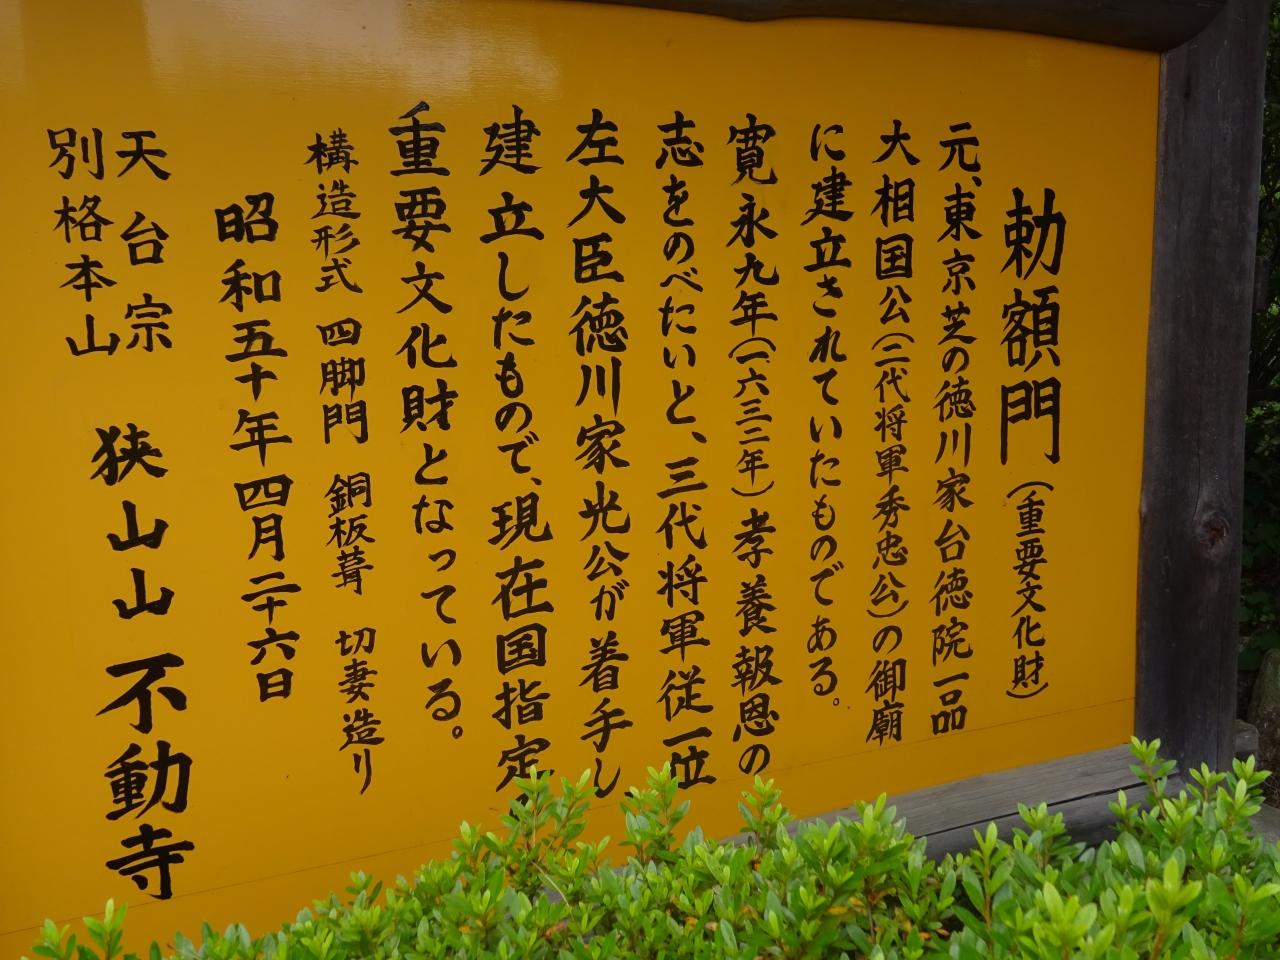 勅額門(重要文化財)
元、東京芝の徳川家台徳院一品
大相国公(二代将軍秀忠公)の御廟
に建立されていたものである。
寛永九年(一六三二年)孝養報恩の
志をのべたいと、三代将軍従一位
左大臣徳川家光公が着手し
建立したもので、現在国指定
重要文化財となっている。
構造形式 四脚門 銅板葺 切妻造り
昭和五十年四月二十六日
天台宗
別格本山 狭山山不動寺